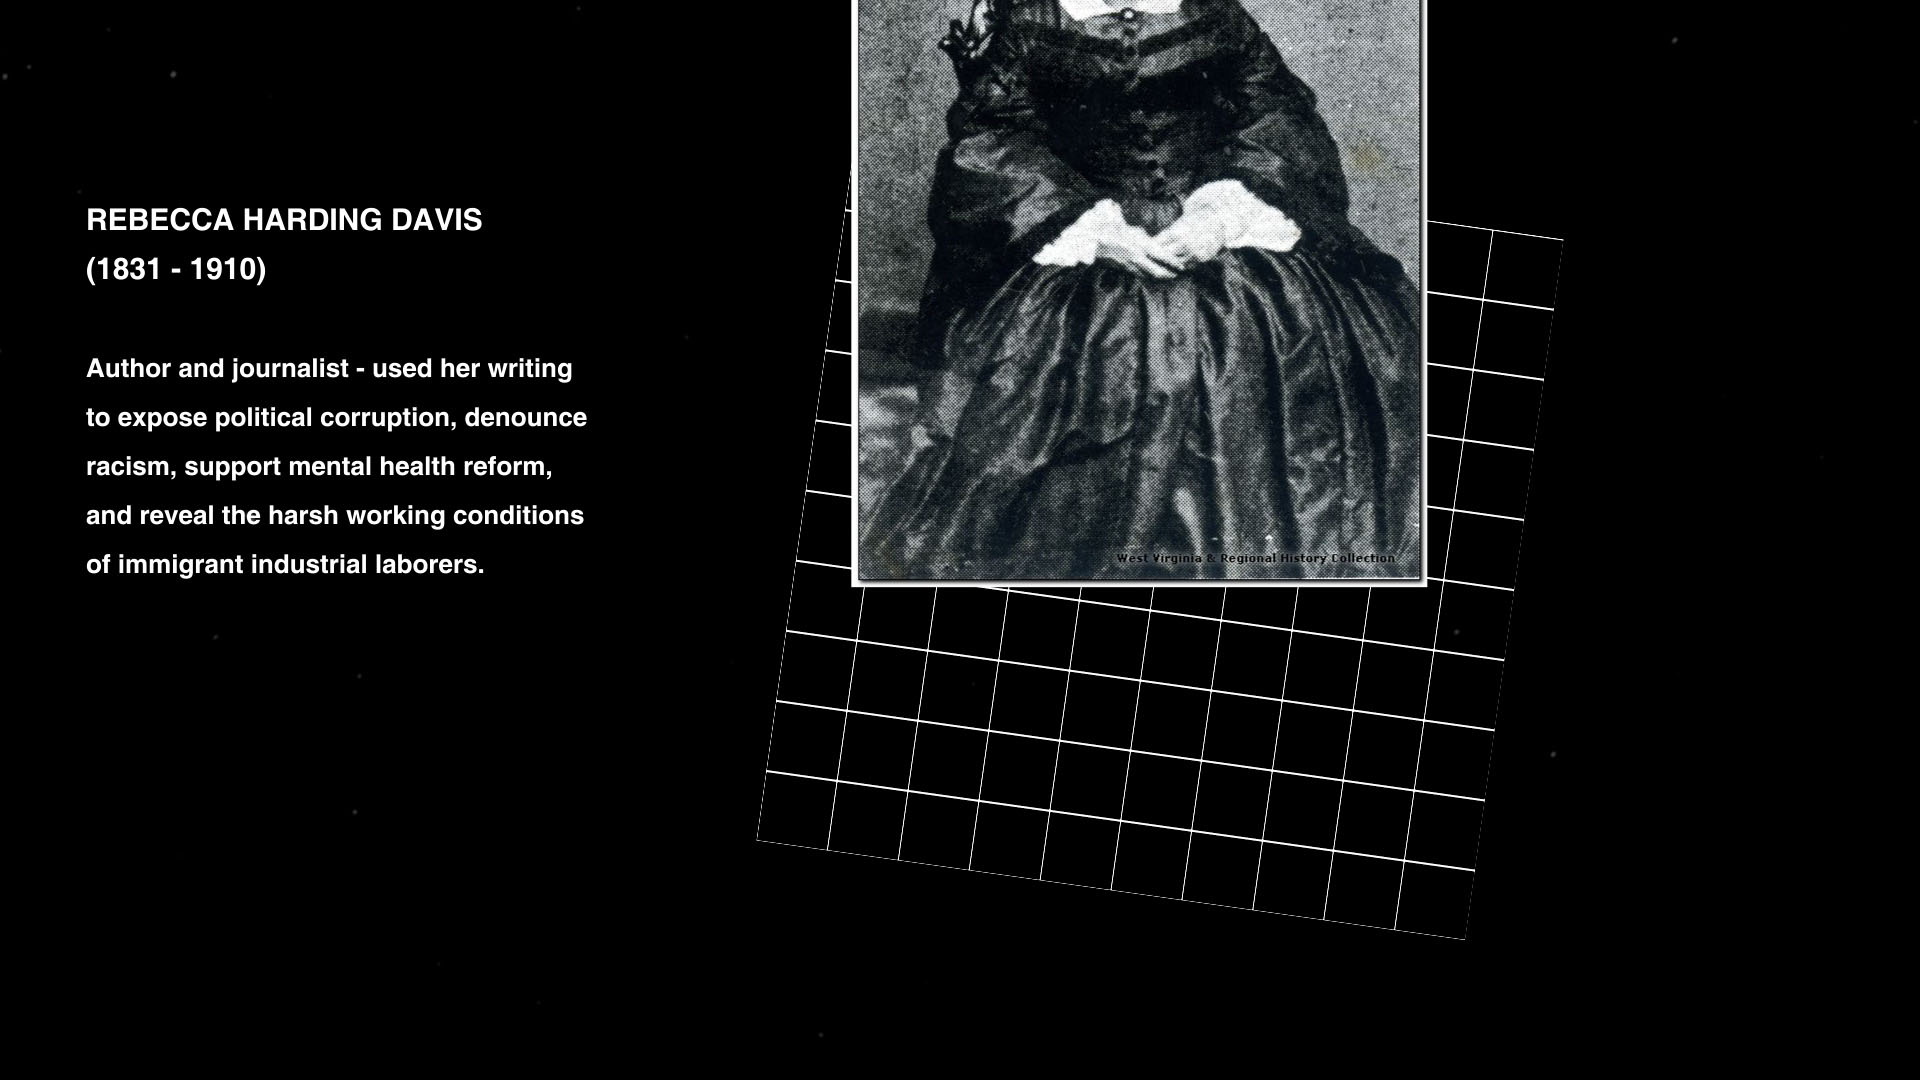 REBECCA HARDING DAVIS
(1831 - 1910)
Author and journalist - used her writing
to expose political corruption, denounce
racism, support mental health reform,
and reveal the harsh working conditions
of immigrant industrial laborers.
West Virginia & Regional History Collection